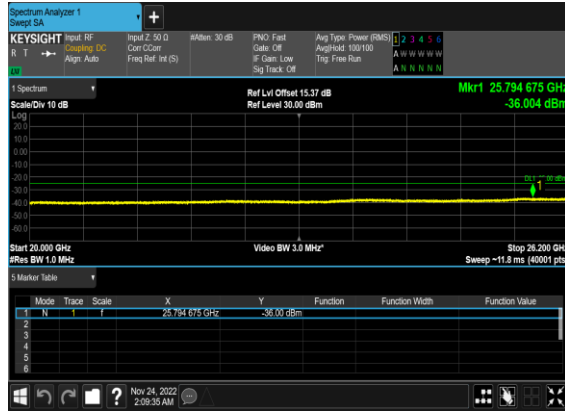 Spectrum Analyzer 1
Swept SA
+
KEYSIGHT Input: RF Input Z: 50 Ω #Atten: 30 dB PNO: Fast Avg Type: Power (RMS) 1 2 3 4 5 6
R T Coupling: DC Corr CCorr Gate: Off Avg|Hold: 100/100 A W W W W W
Align: Auto Freq Ref: Int (S) IF Gain: Low Trig: Free Run
Sig Track: Off A N N N N N
1 Spectrum
Scale/Div 10 dB
Ref Lvl Offset 15.37 dB
Ref Level 30.00 dBm
Mkr1 25.794 675 GHz
-36.004 dBm
Log
20.0
10.0
0.00
-10.0
-20.0
-30.0
-40.0
-50.0
-60.0
1
Start 20.000 GHz Video BW 3.0 MHz* Stop 26.200 GHz
#Res BW 1.0 MHz Sweep ~11.8 ms (40001 pts)
5 Marker Table
Mode Trace Scale X Y Function Function Width Function Value
1 N 1 f 25.794 675 GHz -36.00 dBm
2
3
4
5
6
? Nov 24, 2022
2:09:35 AM